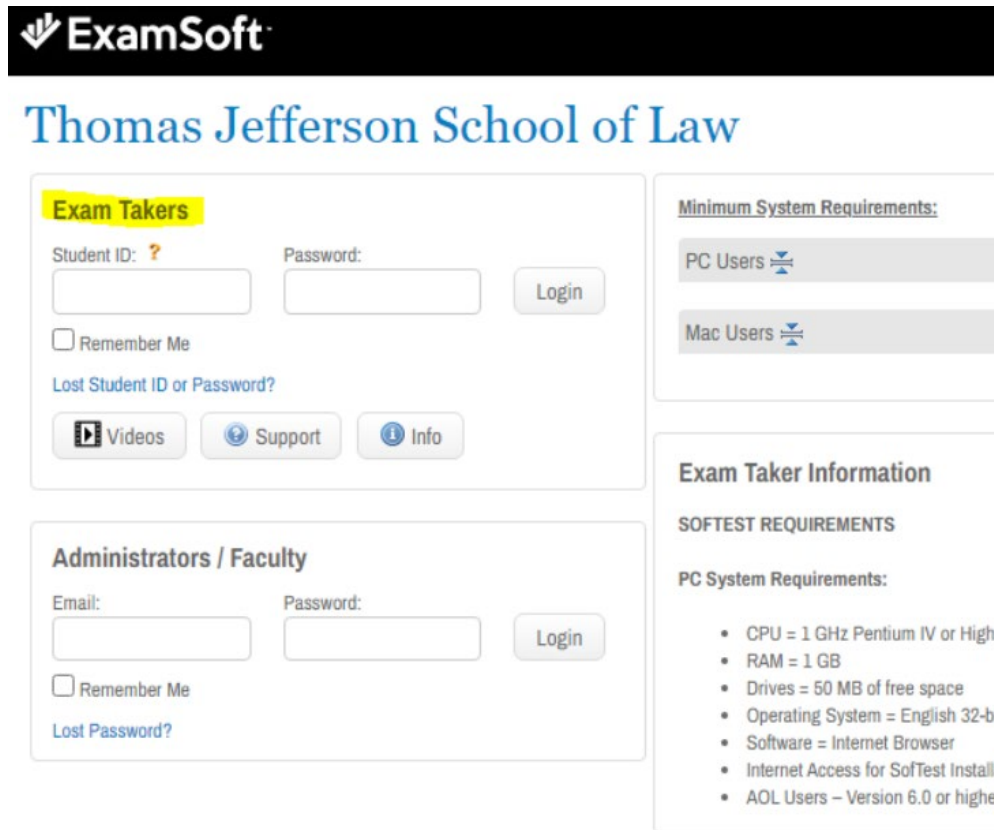 ExamSoft
Thomas Jefferson School of Law
Exam Takers
Student ID: ?
Password:
Login
Remember Me
Lost Student ID or Password?
Videos
Support
Info
Administrators / Faculty
Email:
Password:
Login
Remember Me
Lost Password?
Minimum System Requirements:
PC Users
Mac Users
Exam Taker Information
SOFTEST REQUIREMENTS
PC System Requirements:
• CPU = 1 GHz Pentium IV or High
• RAM = 1 GB
• Drives = 50 MB of free space
• Operating System = English 32-b
• Software = Internet Browser
• Internet Access for SofTest Install
• AOL Users – Version 6.0 or highe